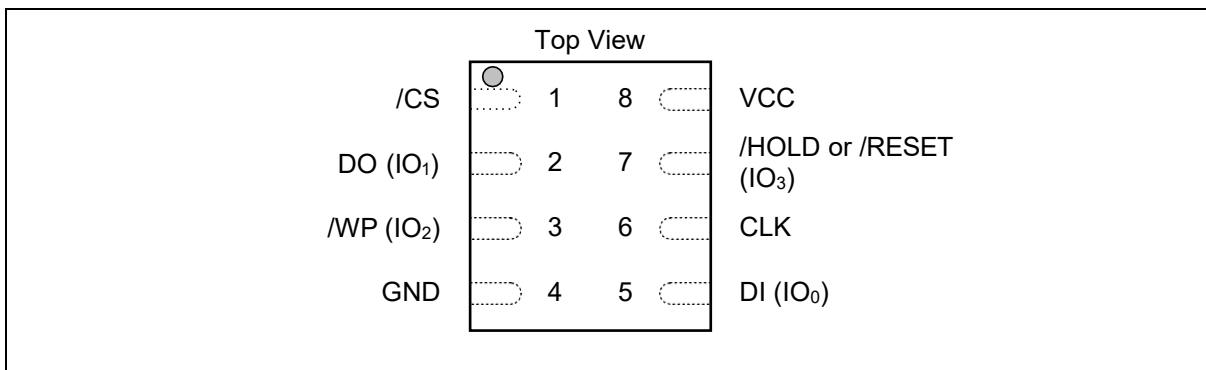 Top View
/CS 1 8 VCC
DO (IO₁) 2 7 /HOLD or /RESET
(IO₃)
/WP (IO₂) 3 6 CLK
GND 4 5 DI (IO₀)